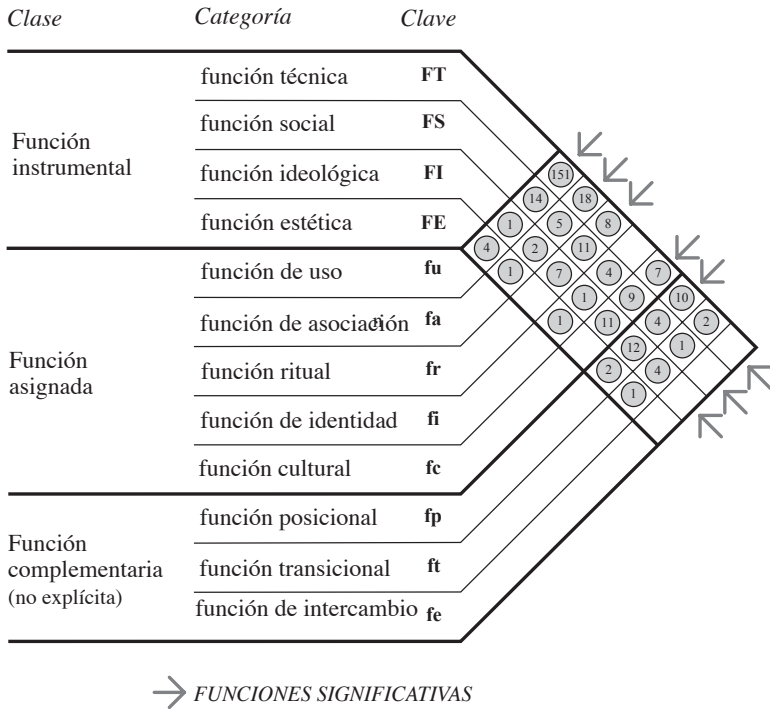 Clase Categoría Clave
función técnica FT
función social FS
Función
instrumental
función ideológica FI
función estética FE
función de uso fu
función de asociación fa
Función
asignada
función ritual fr
función de identidad fi
función cultural fc
función posicional fp
Función
complementaria
(no explícita)
función transicional ft
función de intercambio fe
151
14 18
1 5 8
4 2 11
1 7 4 7
1 9 10
1 11 4 2
12 1
2 4
1
FUNCIONES SIGNIFICATIVAS